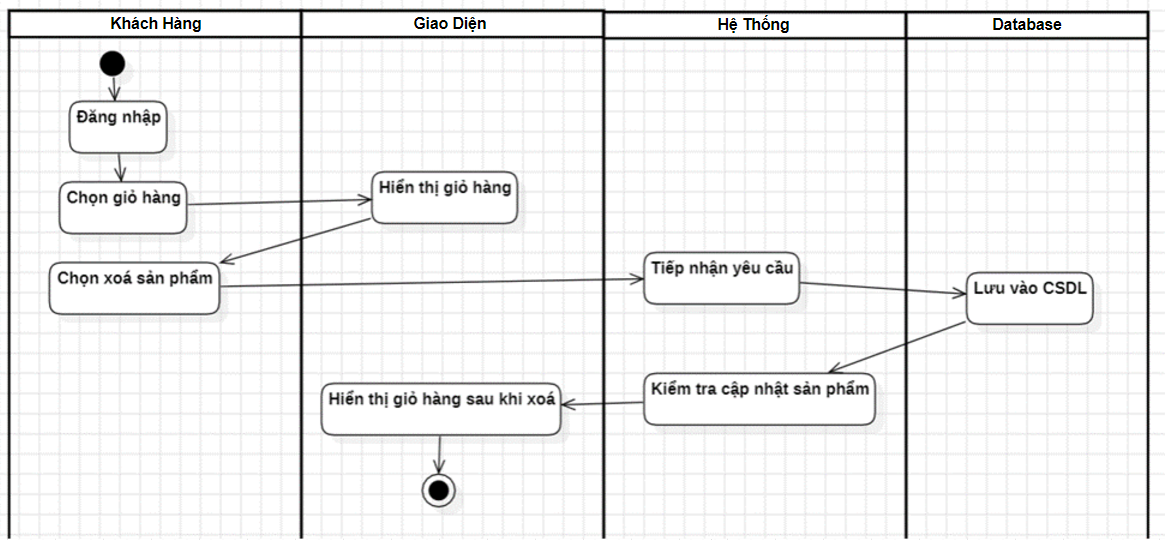 Khách Hàng
Giao Diện
Hệ Thống
Database
Đăng nhập
Chọn giỏ hàng
Hiển thị giỏ hàng
Chọn xoá sản phẩm
Tiếp nhận yêu cầu
Lưu vào CSDL
Kiểm tra cập nhật sản phẩm
Hiển thị giỏ hàng sau khi xoá